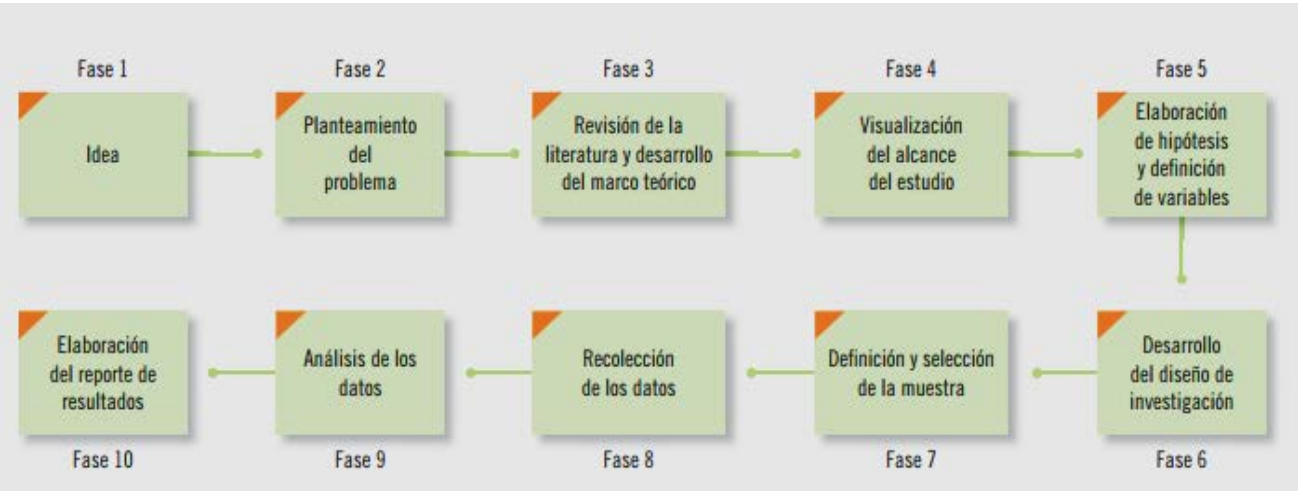 Fase 1
Idea
Fase 2
Planteamiento
del
problema
Fase 3
Revisión de la
literatura y desarrollo
del marco teórico
Fase 4
Visualización
del alcance
del estudio
Fase 5
Elaboración
de hipótesis
y definición
de variables
Desarrollo
del diseño de
investigación
Fase 6
Definición y selección
de la muestra
Fase 7
Recolección
de los datos
Fase 8
Análisis de los
datos
Fase 9
Elaboración
del reporte de
resultados
Fase 10